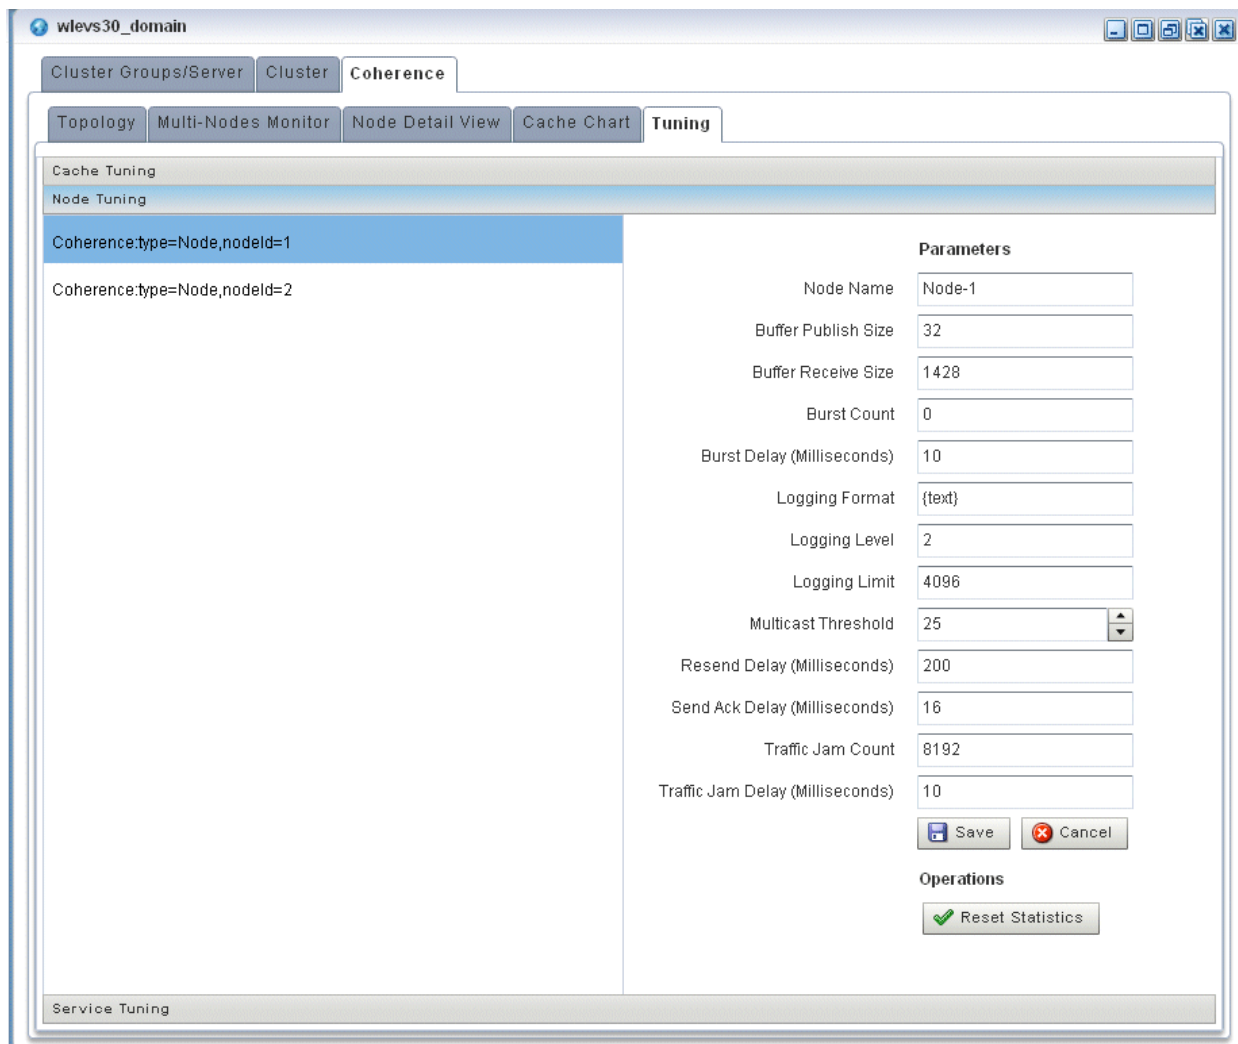 wlevs30_domain
Cluster Groups/Server Cluster Coherence
Topology Multi-Nodes Monitor Node Detail View Cache Chart Tuning
Cache Tuning
Node Tuning
Coherence:type=Node,nodeId=1
Coherence:type=Node,nodeId=2
Parameters
Node Name Node-1
Buffer Publish Size 32
Buffer Receive Size 1428
Burst Count 0
Burst Delay (Milliseconds) 10
Logging Format {text}
Logging Level 2
Logging Limit 4096
Multicast Threshold 25
Resend Delay (Milliseconds) 200
Send Ack Delay (Milliseconds) 16
Traffic Jam Count 8192
Traffic Jam Delay (Milliseconds) 10
Save Cancel
Operations
Reset Statistics
Service Tuning